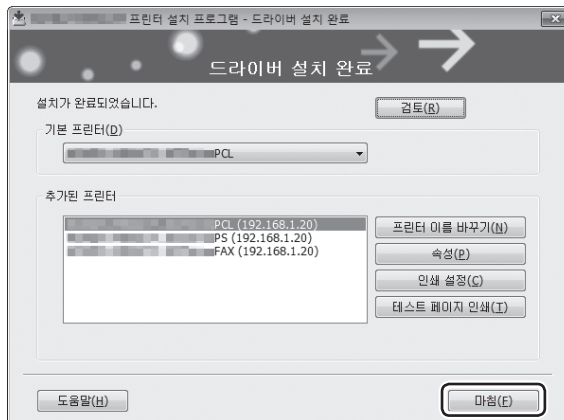 프린터 설치 프로그램 - 드라이버 설치 완료
드라이버 설치 완료
설치가 완료되었습니다.
검토(R)
기본 프린터(D)
PCL
추가된 프린터
PCL (192.168.1.20)
PS (192.168.1.20)
FAX (192.168.1.20)
프린터 이름 바꾸기(N)
속성(P)
인쇄 설정(C)
테스트 페이지 인쇄(T)
도움말(H)
마침(F)